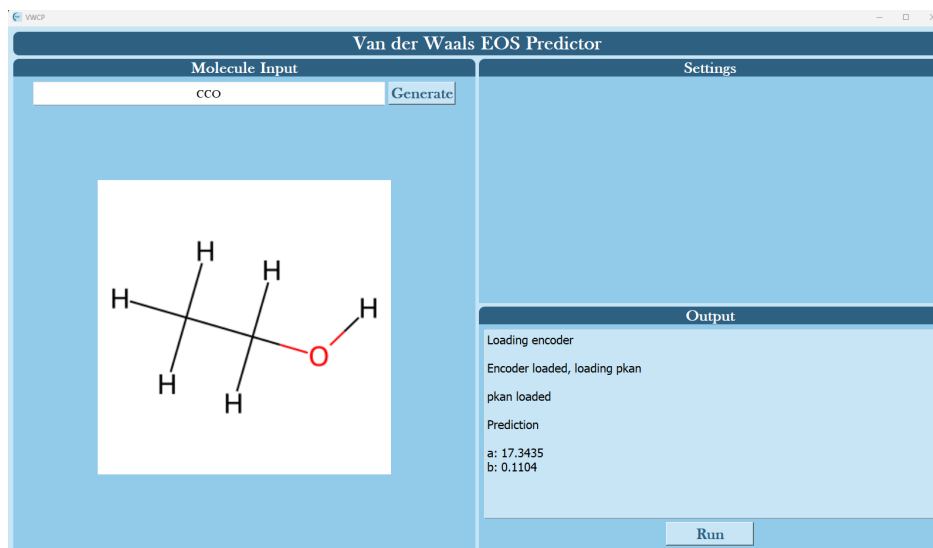 VWCP
Van der Waals EOS Predictor
Molecule Input
CCO
Generate
H
H
H
H
H
O
H
Settings
Output
Loading encoder
Encoder loaded, loading pkan
pkan loaded
Prediction
a: 17.3435
b: 0.1104
Run